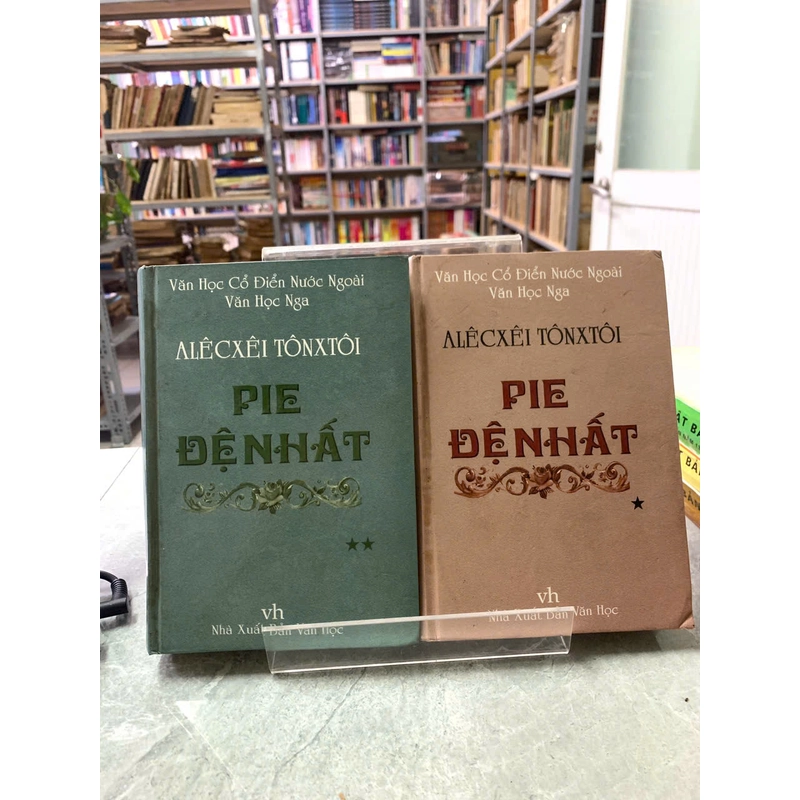 Văn Học Cổ Điển Nước Ngoài
Văn Học Nga
ALÊCXÊI TÔNXTÔI
PIE
ĐỆ NHẤT
★★
vh
Nhà Xuất Bản Văn Học
Văn Học Cổ Điển Nước Ngoài
Văn Học Nga
ALÊCXÊI TÔNXTÔI
PIE
ĐỆ NHẤT
★
vh
Nhà Xuất Bản Văn Học